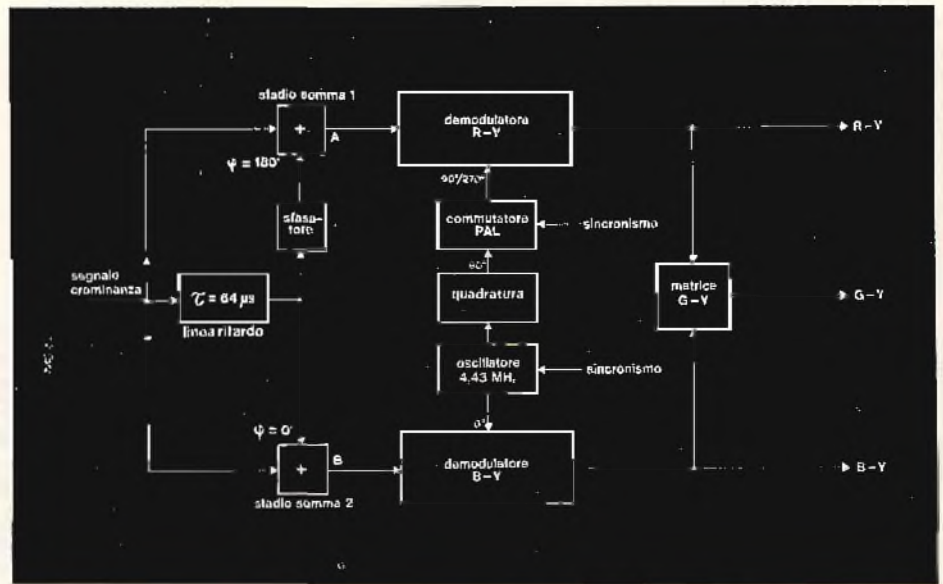 stadio somma 1
+
A
demodulatore
R-Y
R-Y
φ = 180°
90°/270°
sfasa-
tore
commutatore
PAL
sincronismo
90°
segnale
crominanza
τ = 64 µs
linea ritardo
quadratura
matrice
G-Y
G-Y
oscillatore
4,43 MHz
sincronismo
φ = 0°
0°
+
B
demodulatore
B-Y
B-Y
stadio somma 2